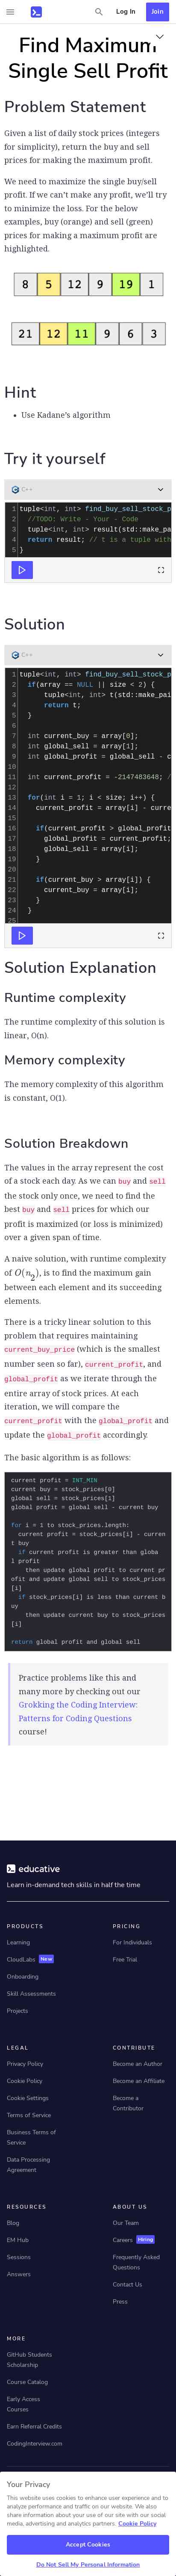 Log In
Join
Find Maximum
Single Sell Profit
Problem Statement
Given a list of daily stock prices (integers
for simplicity), return the buy and sell
prices for making the maximum profit.
We need to maximize the single buy/sell
profit. If we can't make any profit, we'll try
to minimize the loss. For the below
examples, buy (orange) and sell (green)
prices for making a maximum profit are
highlighted.
8 5 12 9 19 1
21 12 11 9 6 3
Hint
• Use Kadane's algorithm
Try it yourself
C++
1 tuple<int, int> find_buy_sell_stock_p
2 //TODO: Write - Your - Code
3 tuple<int, int> result(std::make_pa
4 return result; // t is a tuple with
5 }
Solution
C++
1 tuple<int, int> find_buy_sell_stock_p
2 if(array == NULL || size < 2) {
3 tuple<int, int> t(std::make_pai
4 return t;
5 }
6
7 int current_buy = array[0];
8 int global_sell = array[1];
9 int global_profit = global_sell - c
10
11 int current_profit = -2147483648; /
12
13 for(int i = 1; i < size; i++) {
14 current_profit = array[i] - curre
15
16 if(current_profit > global_profit
17 global_profit = current_profit;
18 global_sell = array[i];
19 }
20
21 if(current_buy > array[i]) {
22 current_buy = array[i];
23 }
24 }
25
Solution Explanation
Runtime complexity
The runtime complexity of this solution is
linear, O(n).
Memory complexity
The memory complexity of this algorithm
is constant, O(1).
Solution Breakdown
The values in the array represent the cost
of a stock each day. As we can buy and sell
the stock only once, we need to find the
best buy and sell prices for which our
profit is maximized (or loss is minimized)
over a given span of time.
A naive solution, with runtime complexity
of O(n2), is to find the maximum gain
between each element and its succeeding
elements.
There is a tricky linear solution to this
problem that requires maintaining
current_buy_price (which is the smallest
number seen so far), current_profit, and
global_profit as we iterate through the
entire array of stock prices. At each
iteration, we will compare the
current_profit with the global_profit and
update the global_profit accordingly.
The basic algorithm is as follows:
current profit = INT_MIN
current buy = stock_prices[0]
global sell = stock_prices[1]
global profit = global sell - current buy
for i = 1 to stock_prices.length:
current profit = stock_prices[i] - curren
t buy
if current profit is greater than globa
l profit
then update global profit to current pr
ofit and update global sell to stock_prices
[i]
if stock_prices[i] is less than current b
uy
then update current buy to stock_prices
[i]
return global profit and global sell
Practice problems like this and
many more by checking out our
Grokking the Coding Interview:
Patterns for Coding Questions
course!
educative
Learn in-demand tech skills in half the time
PRODUCTS
Learning
CloudLabs New
Onboarding
Skill Assessments
Projects
PRICING
For Individuals
Free Trial
LEGAL
Privacy Policy
Cookie Policy
Cookie Settings
Terms of Service
Business Terms of
Service
Data Processing
Agreement
CONTRIBUTE
Become an Author
Become an Affiliate
Become a
Contributor
RESOURCES
Blog
EM Hub
Sessions
Answers
ABOUT US
Our Team
Careers Hiring
Frequently Asked
Questions
Contact Us
Press
MORE
GitHub Students
Scholarship
Course Catalog
Early Access
Courses
Earn Referral Credits
CodingInterview.com
Your Privacy
This website uses cookies to enhance user experience and to
analyze performance and traffic on our website. We also share
information about your use of our site with our social media,
advertising and analytics partners. Cookie Policy
Accept Cookies
Do Not Sell My Personal Information